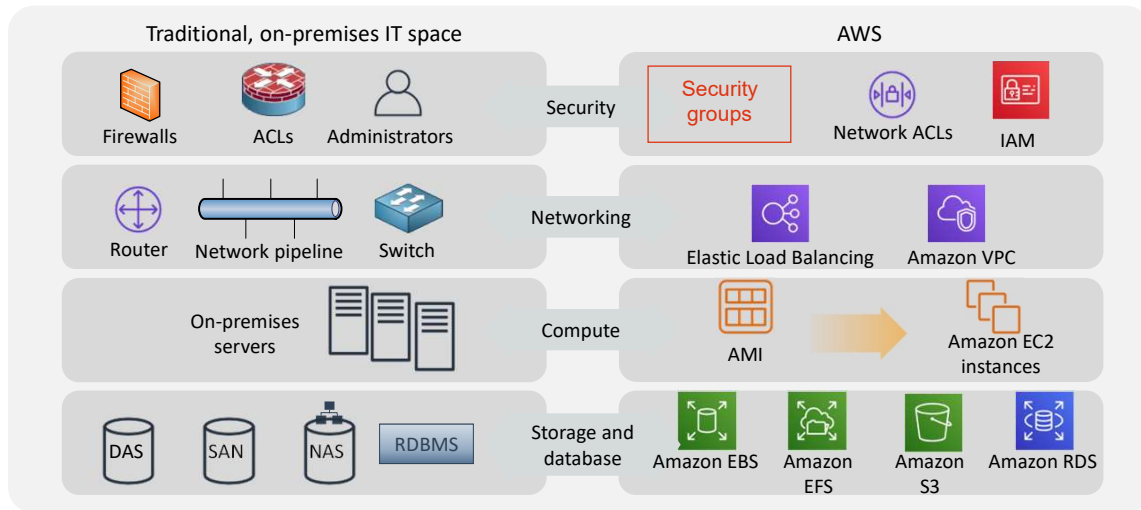 Traditional, on-premises IT space
AWS
Firewalls
ACLs
Administrators
Security
Security
groups
Network ACLs
IAM
Router
Network pipeline
Switch
Networking
Elastic Load Balancing
Amazon VPC
On-premises
servers
Compute
AMI
Amazon EC2
instances
DAS
SAN
NAS
RDBMS
Storage and
database
Amazon EBS
Amazon
EFS
Amazon
S3
Amazon RDS